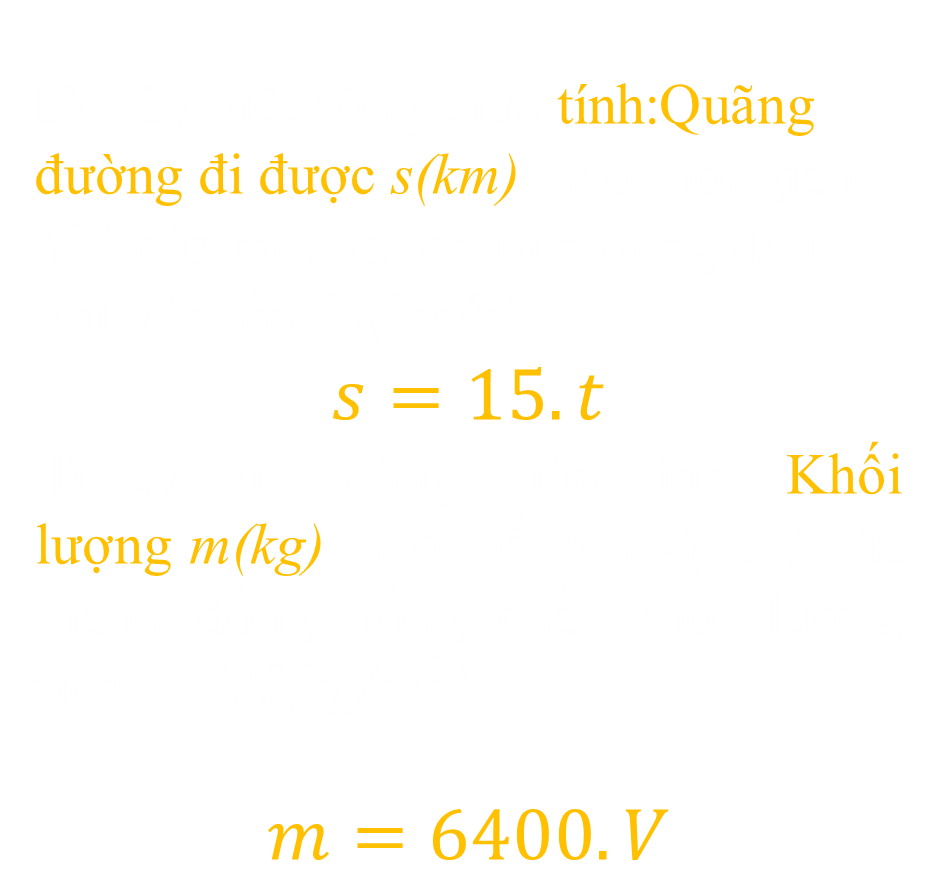 tính:Quãng
đường đi được s(km)
s = 15. t
Khối
lượng m(kg)
m = 6400. V